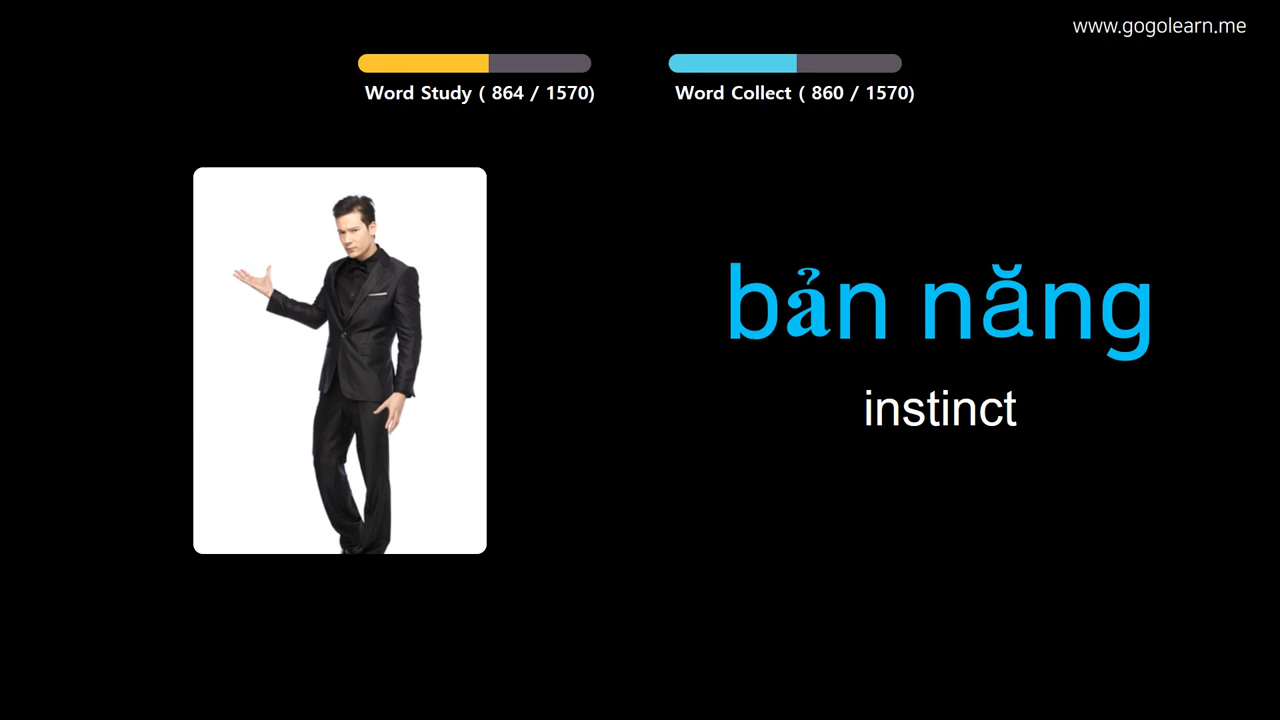 www.gogolearn.me
Word Study ( 864 / 1570)
Word Collect ( 860 / 1570)
bản năng
instinct